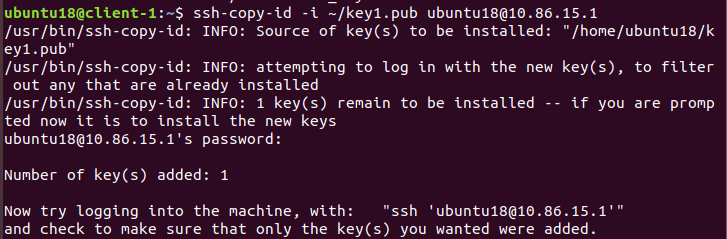 ubuntu18@client-1:~$ ssh-copy-id -i ~/key1.pub ubuntu18@10.86.15.1
/usr/bin/ssh-copy-id: INFO: Source of key(s) to be installed: "/home/ubuntu18/k
ey1.pub"
/usr/bin/ssh-copy-id: INFO: attempting to log in with the new key(s), to filter
 out any that are already installed
/usr/bin/ssh-copy-id: INFO: 1 key(s) remain to be installed -- if you are promp
ted now it is to install the new keys
ubuntu18@10.86.15.1's password:

Number of key(s) added: 1

Now try logging into the machine, with:   "ssh 'ubuntu18@10.86.15.1'"
and check to make sure that only the key(s) you wanted were added.